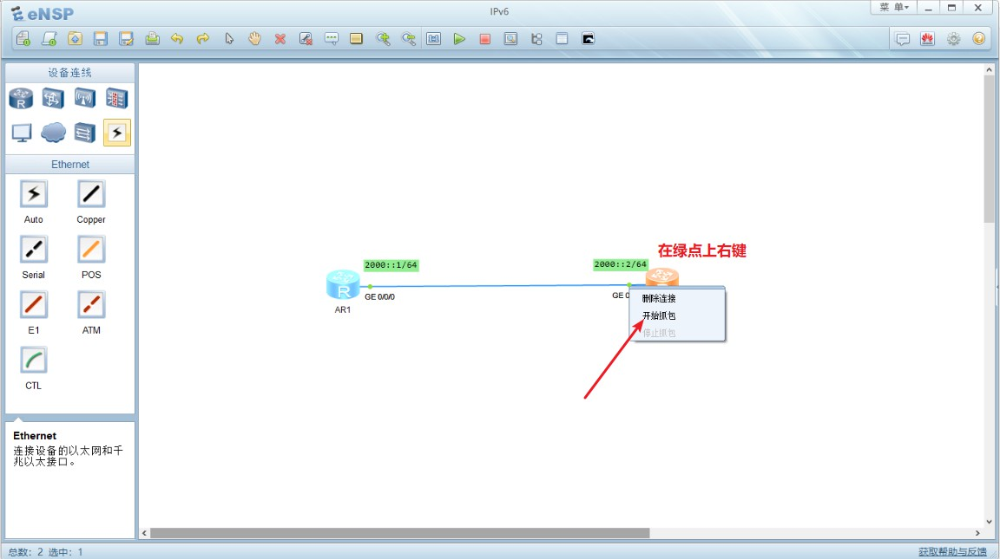 eNSP
IPv6
菜 单
设备连线
Ethernet
Auto
Copper
Serial
POS
E1
ATM
CTL
Ethernet
连接设备的以太网和千
兆以太接口。
在绿点上右键
2000::1/64
2000::2/64
R
GE 0/0/0
AR1
GE 0
删除连接
开始抓包
停止抓包
总数: 2 选中: 1
获取帮助与反馈